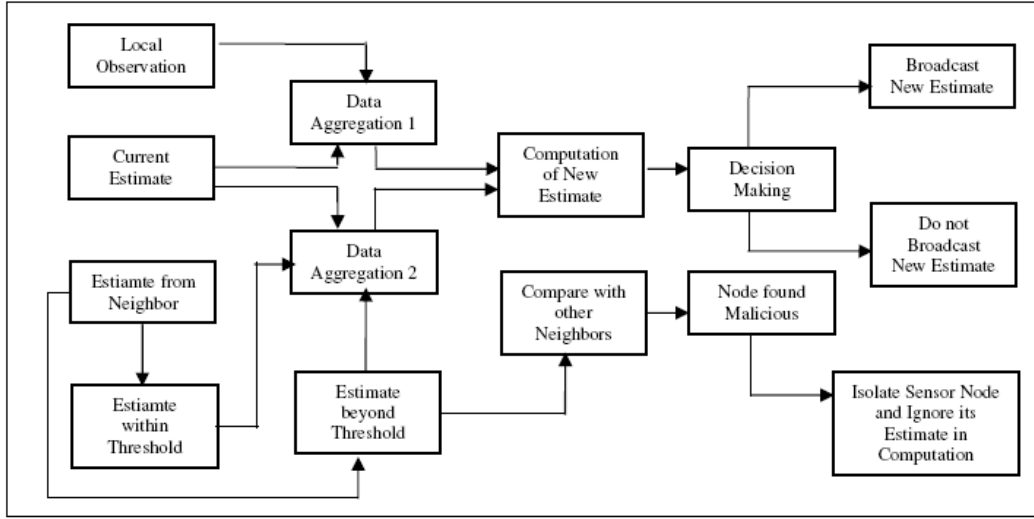 Local
Observation
Data
Aggregation 1
Current
Estimate
Data
Aggregation 2
Estiamte from
Neighbor
Estiamte
within
Threshold
Estimate
beyond
Threshold
Computation
of New
Estimate
Compare with
other
Neighbors
Decision
Making
Node found
Malicious
Broadcast
New Estimate
Do not
Broadcast
New Estimate
Isolate Sensor Node
and Ignore its
Estimate in
Computation